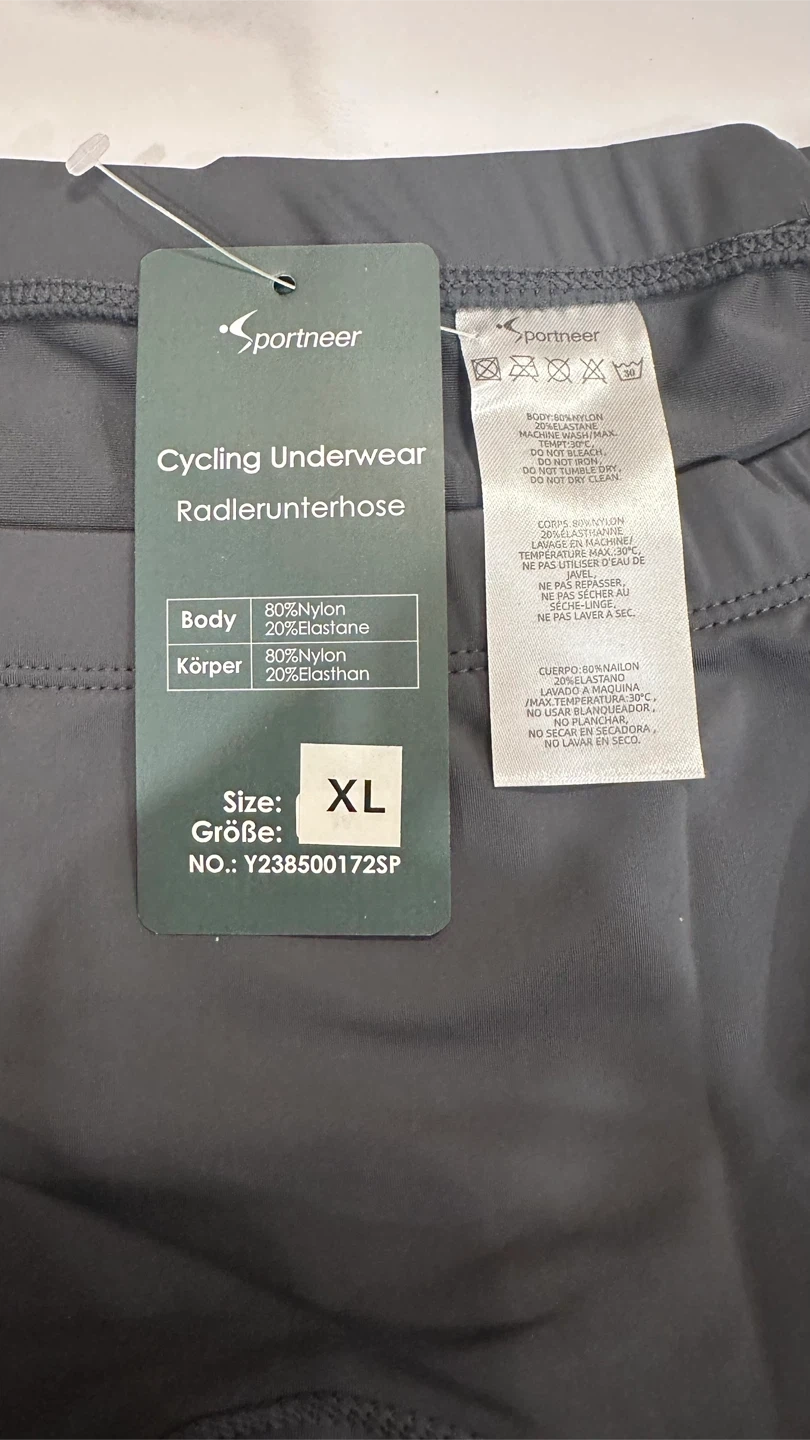 Sportneer
Cycling Underwear
Radlerunterhose
Body
80%Nylon
20%Elastane
Körper
80%Nylon
20%Elasthan
Size:
Größe:
XL
NO.: Y238500172SP
Sportneer
30
BODY:80%NYLON
20%ELASTANE
MACHINE WASH/MAX.
TEMPT:30°C,
DO NOT BLEACH,
DO NOT IRON,
DO NOT TUMBLE DRY,
DO NOT DRY CLEAN.
CORPS:80%NYLON
20%ÉLASTHANNE
LAVAGE EN MACHINE/
TEMPÉRATURE MAX.:30°C,
NE PAS UTILISER D'EAU DE
JAVEL,
NE PAS REPASSER,
NE PAS SÉCHER AU
SÈCHE-LINGE,
NE PAS LAVER A SEC.
CUERPO:80%NAILON
20%ELASTANO
LAVADO A MAQUINA
/MAX.TEMPERATURA:30°C,
NO USAR BLANQUEADOR,
NO PLANCHAR,
NO SECAR EN SECADORA,
NO LAVAR EN SECO.